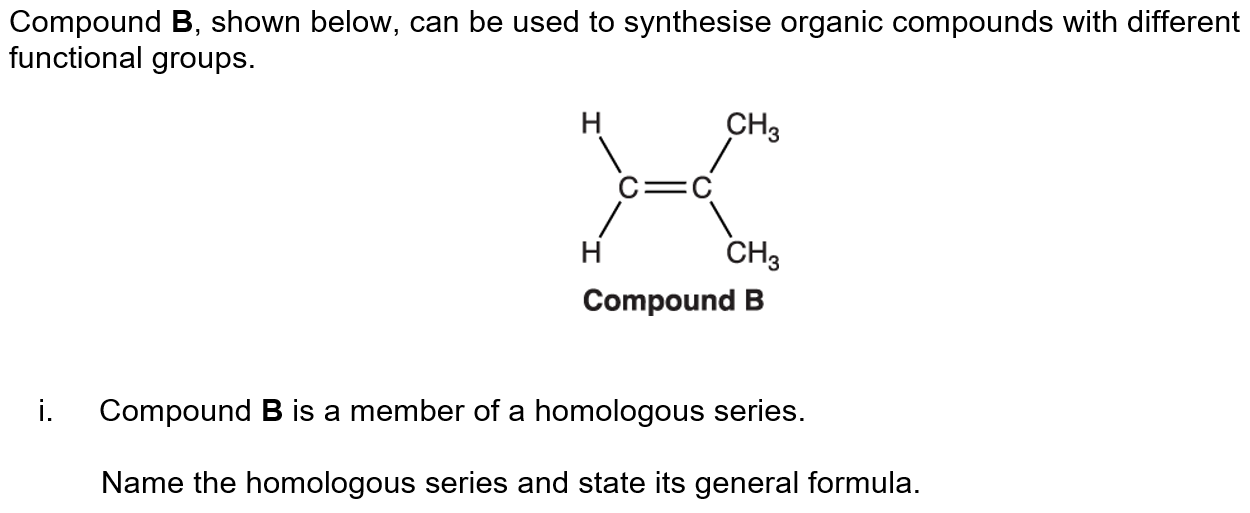 Compound B, shown below, can be used to synthesise organic compounds with different
functional groups.
H CH₃
C=C
H CH₃
Compound B
i. Compound B is a member of a homologous series.
Name the homologous series and state its general formula.